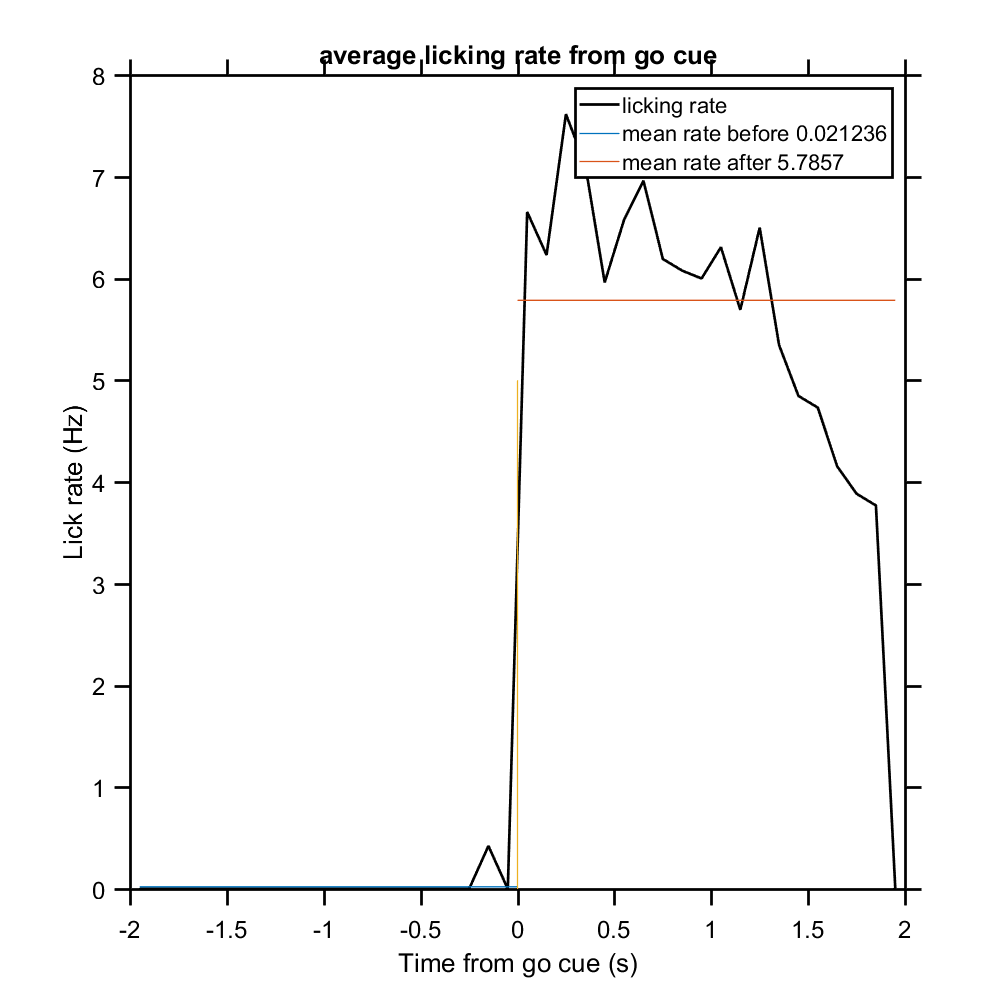 average licking rate from go cue
licking rate
mean rate before 0.021236
mean rate after 5.7857
8
7
6
5
4
3
2
1
0
Lick rate (Hz)
-2 -1.5 -1 -0.5 0 0.5 1 1.5 2
Time from go cue (s)